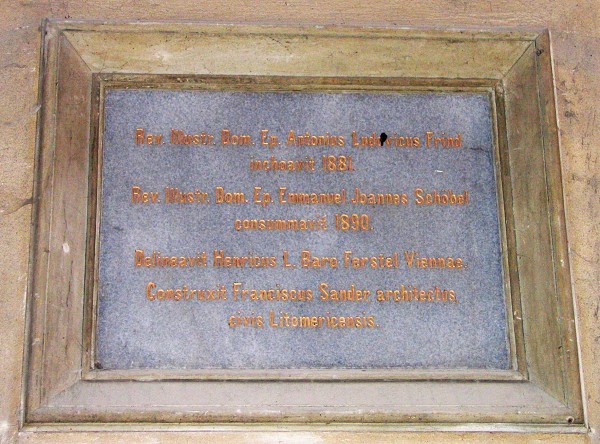 Rev. Illustr. Dom. Ep. Antonius Ludovicus Frind
inchoavit 1881.
Rev. Illustr. Dom. Ep. Emmanuel Joannes Schöbel
consummavit 1890.
Delineavit Henricus L. Baro Ferstel Viennae.
Construxit Franciscus Sander architectus
civis Litomericensis.